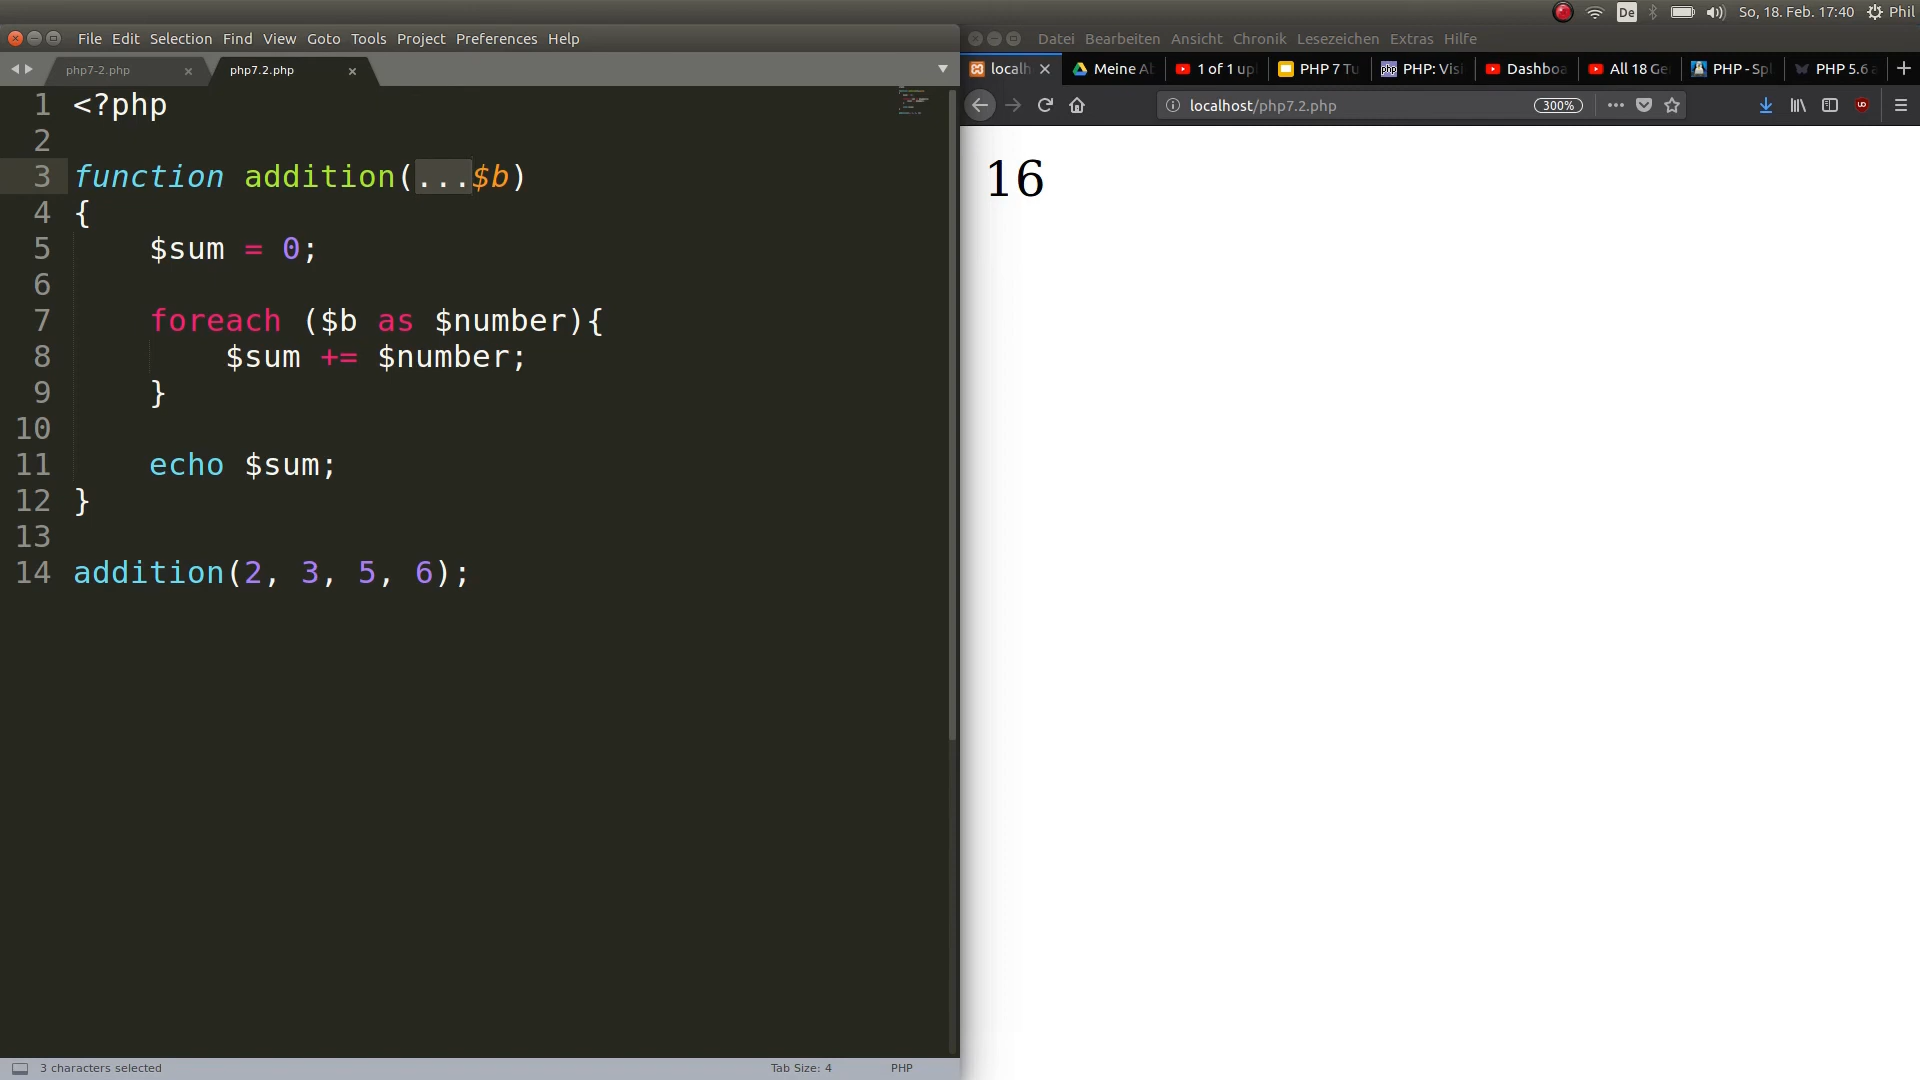 De So, 18. Feb. 17:40 Phil
File Edit Selection Find View Goto Tools Project Preferences Help
Datei Bearbeiten Ansicht Chronik Lesezeichen Extras Hilfe
php7-2.php php7.2.php
localh Meine Ab 1 of 1 up PHP 7 Tu PHP: Visi Dashboa All 18 Ge PHP - Spl PHP 5.6 a
localhost/php7.2.php 300%
1 <?php
2
3 function addition(...$b)
4 {
5 $sum = 0;
6
7 foreach ($b as $number){
8 $sum += $number;
9 }
10
11 echo $sum;
12 }
13
14 addition(2, 3, 5, 6);
16
3 characters selected Tab Size: 4 PHP